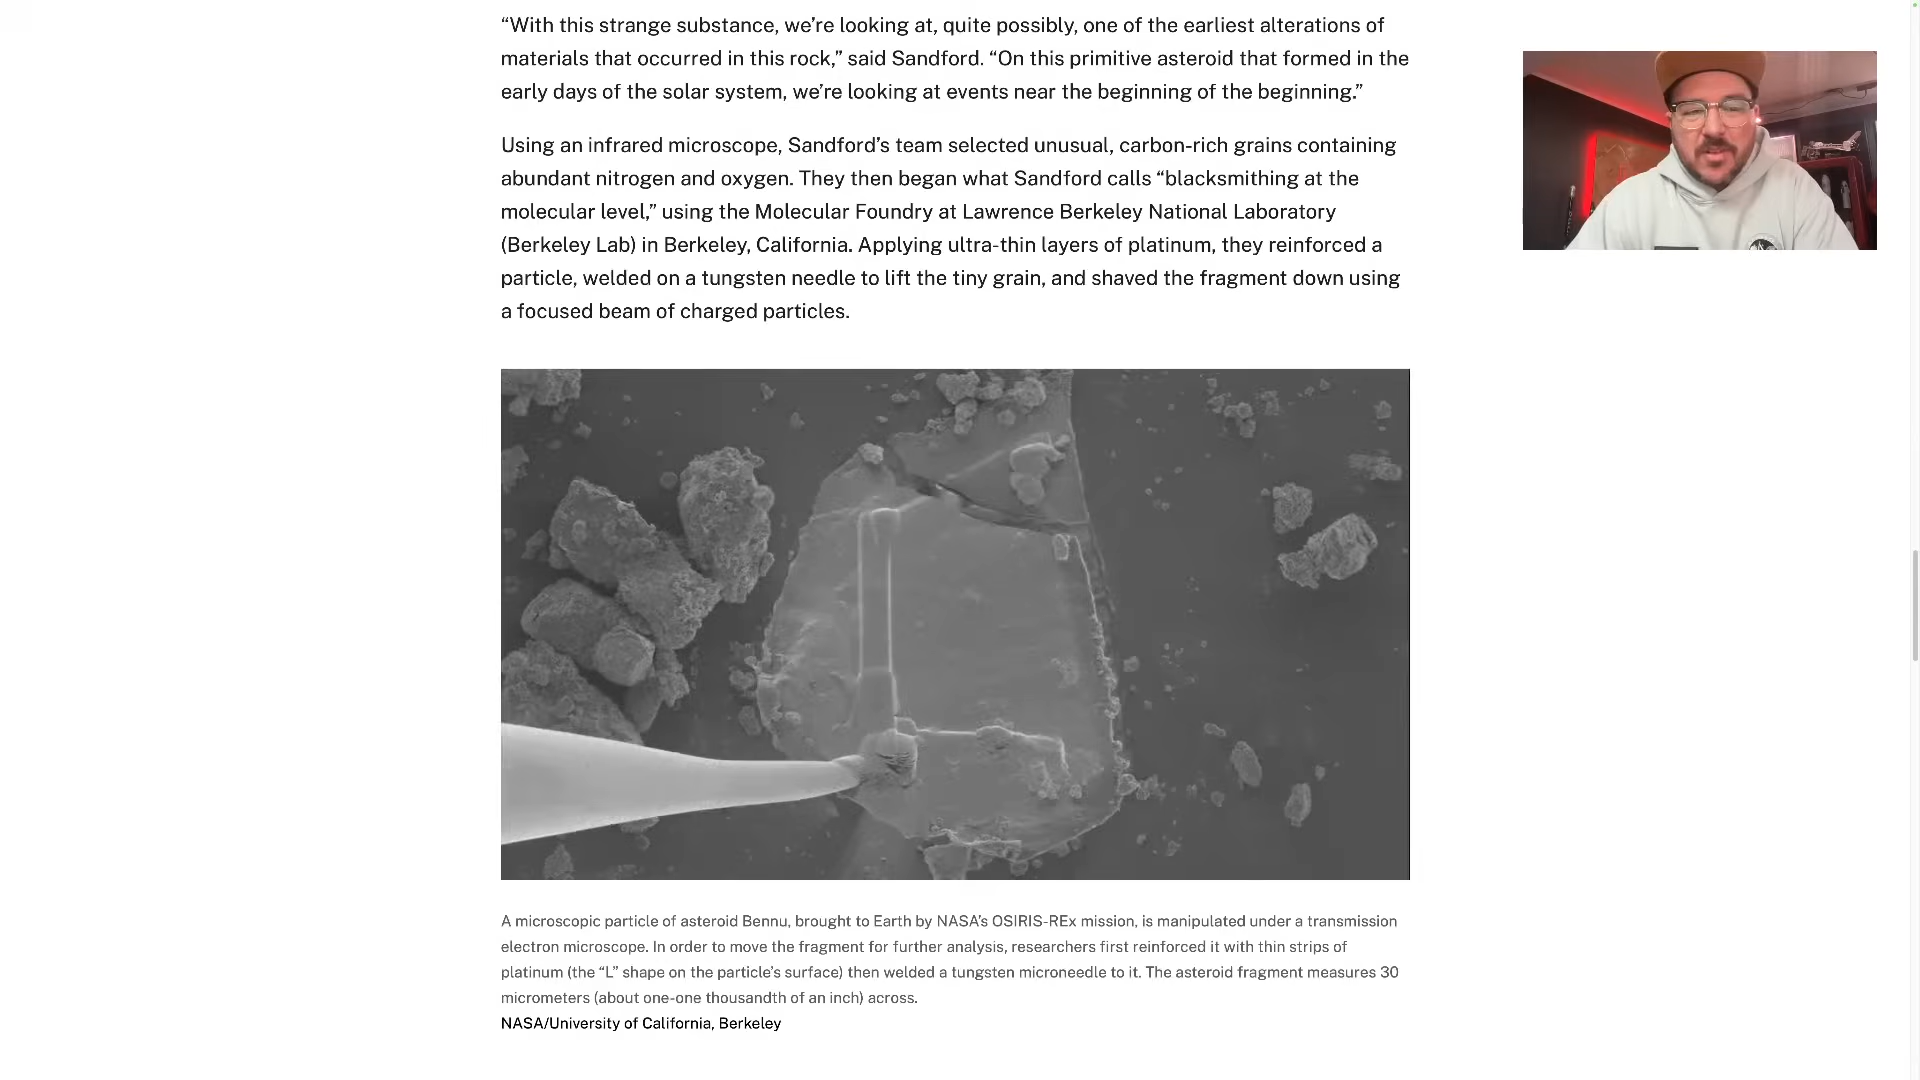 “With this strange substance, we’re looking at, quite possibly, one of the earliest alterations of
materials that occurred in this rock,” said Sandford. “On this primitive asteroid that formed in the
early days of the solar system, we’re looking at events near the beginning of the beginning.”
Using an infrared microscope, Sandford’s team selected unusual, carbon-rich grains containing
abundant nitrogen and oxygen. They then began what Sandford calls “blacksmithing at the
molecular level,” using the Molecular Foundry at Lawrence Berkeley National Laboratory
(Berkeley Lab) in Berkeley, California. Applying ultra-thin layers of platinum, they reinforced a
particle, welded on a tungsten needle to lift the tiny grain, and shaved the fragment down using
a focused beam of charged particles.
A microscopic particle of asteroid Bennu, brought to Earth by NASA’s OSIRIS-REx mission, is manipulated under a transmission
electron microscope. In order to move the fragment for further analysis, researchers first reinforced it with thin strips of
platinum (the “L” shape on the particle’s surface) then welded a tungsten microneedle to it. The asteroid fragment measures 30
micrometers (about one-one thousandth of an inch) across.
NASA/University of California, Berkeley